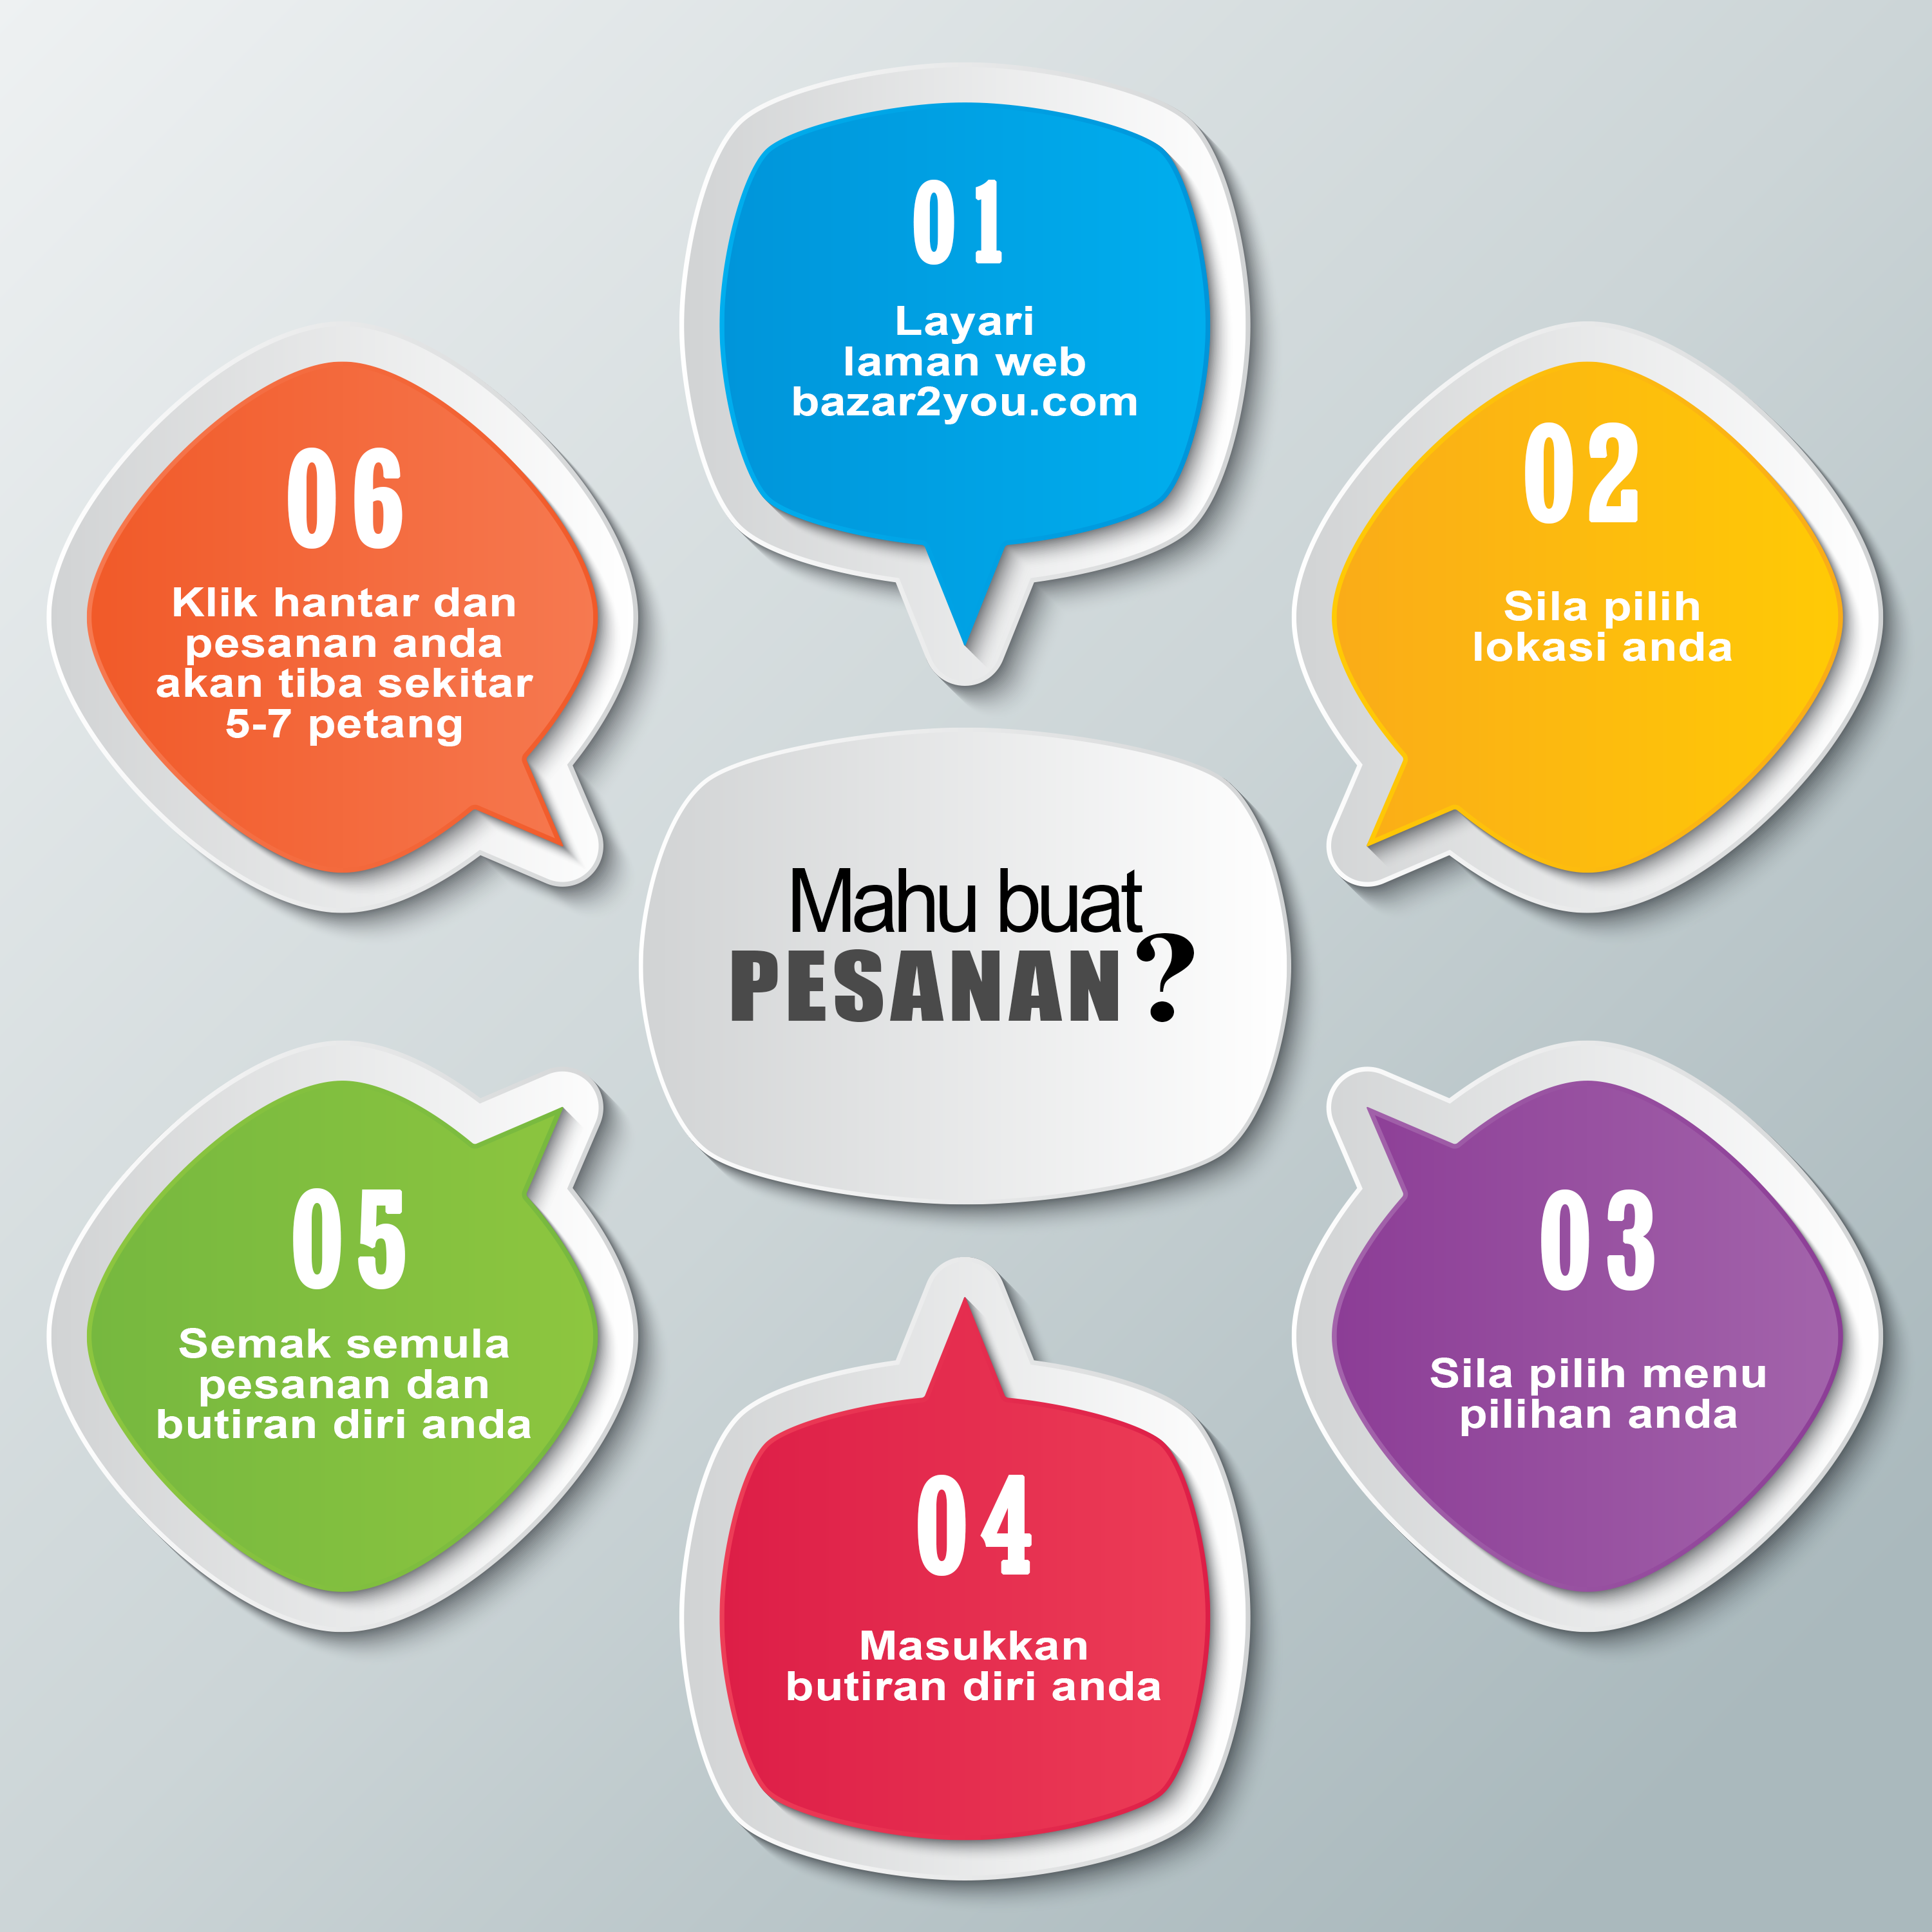 01
Layari
laman web
bazar2you.com
02
Sila pilih
lokasi anda
03
Sila pilih menu
pilihan anda
04
Masukkan
butiran diri anda
05
Semak semula
pesanan dan
butiran diri anda
06
Klik hantar dan
pesanan anda
akan tiba sekitar
5-7 petang
Mahu buat
PESANAN?